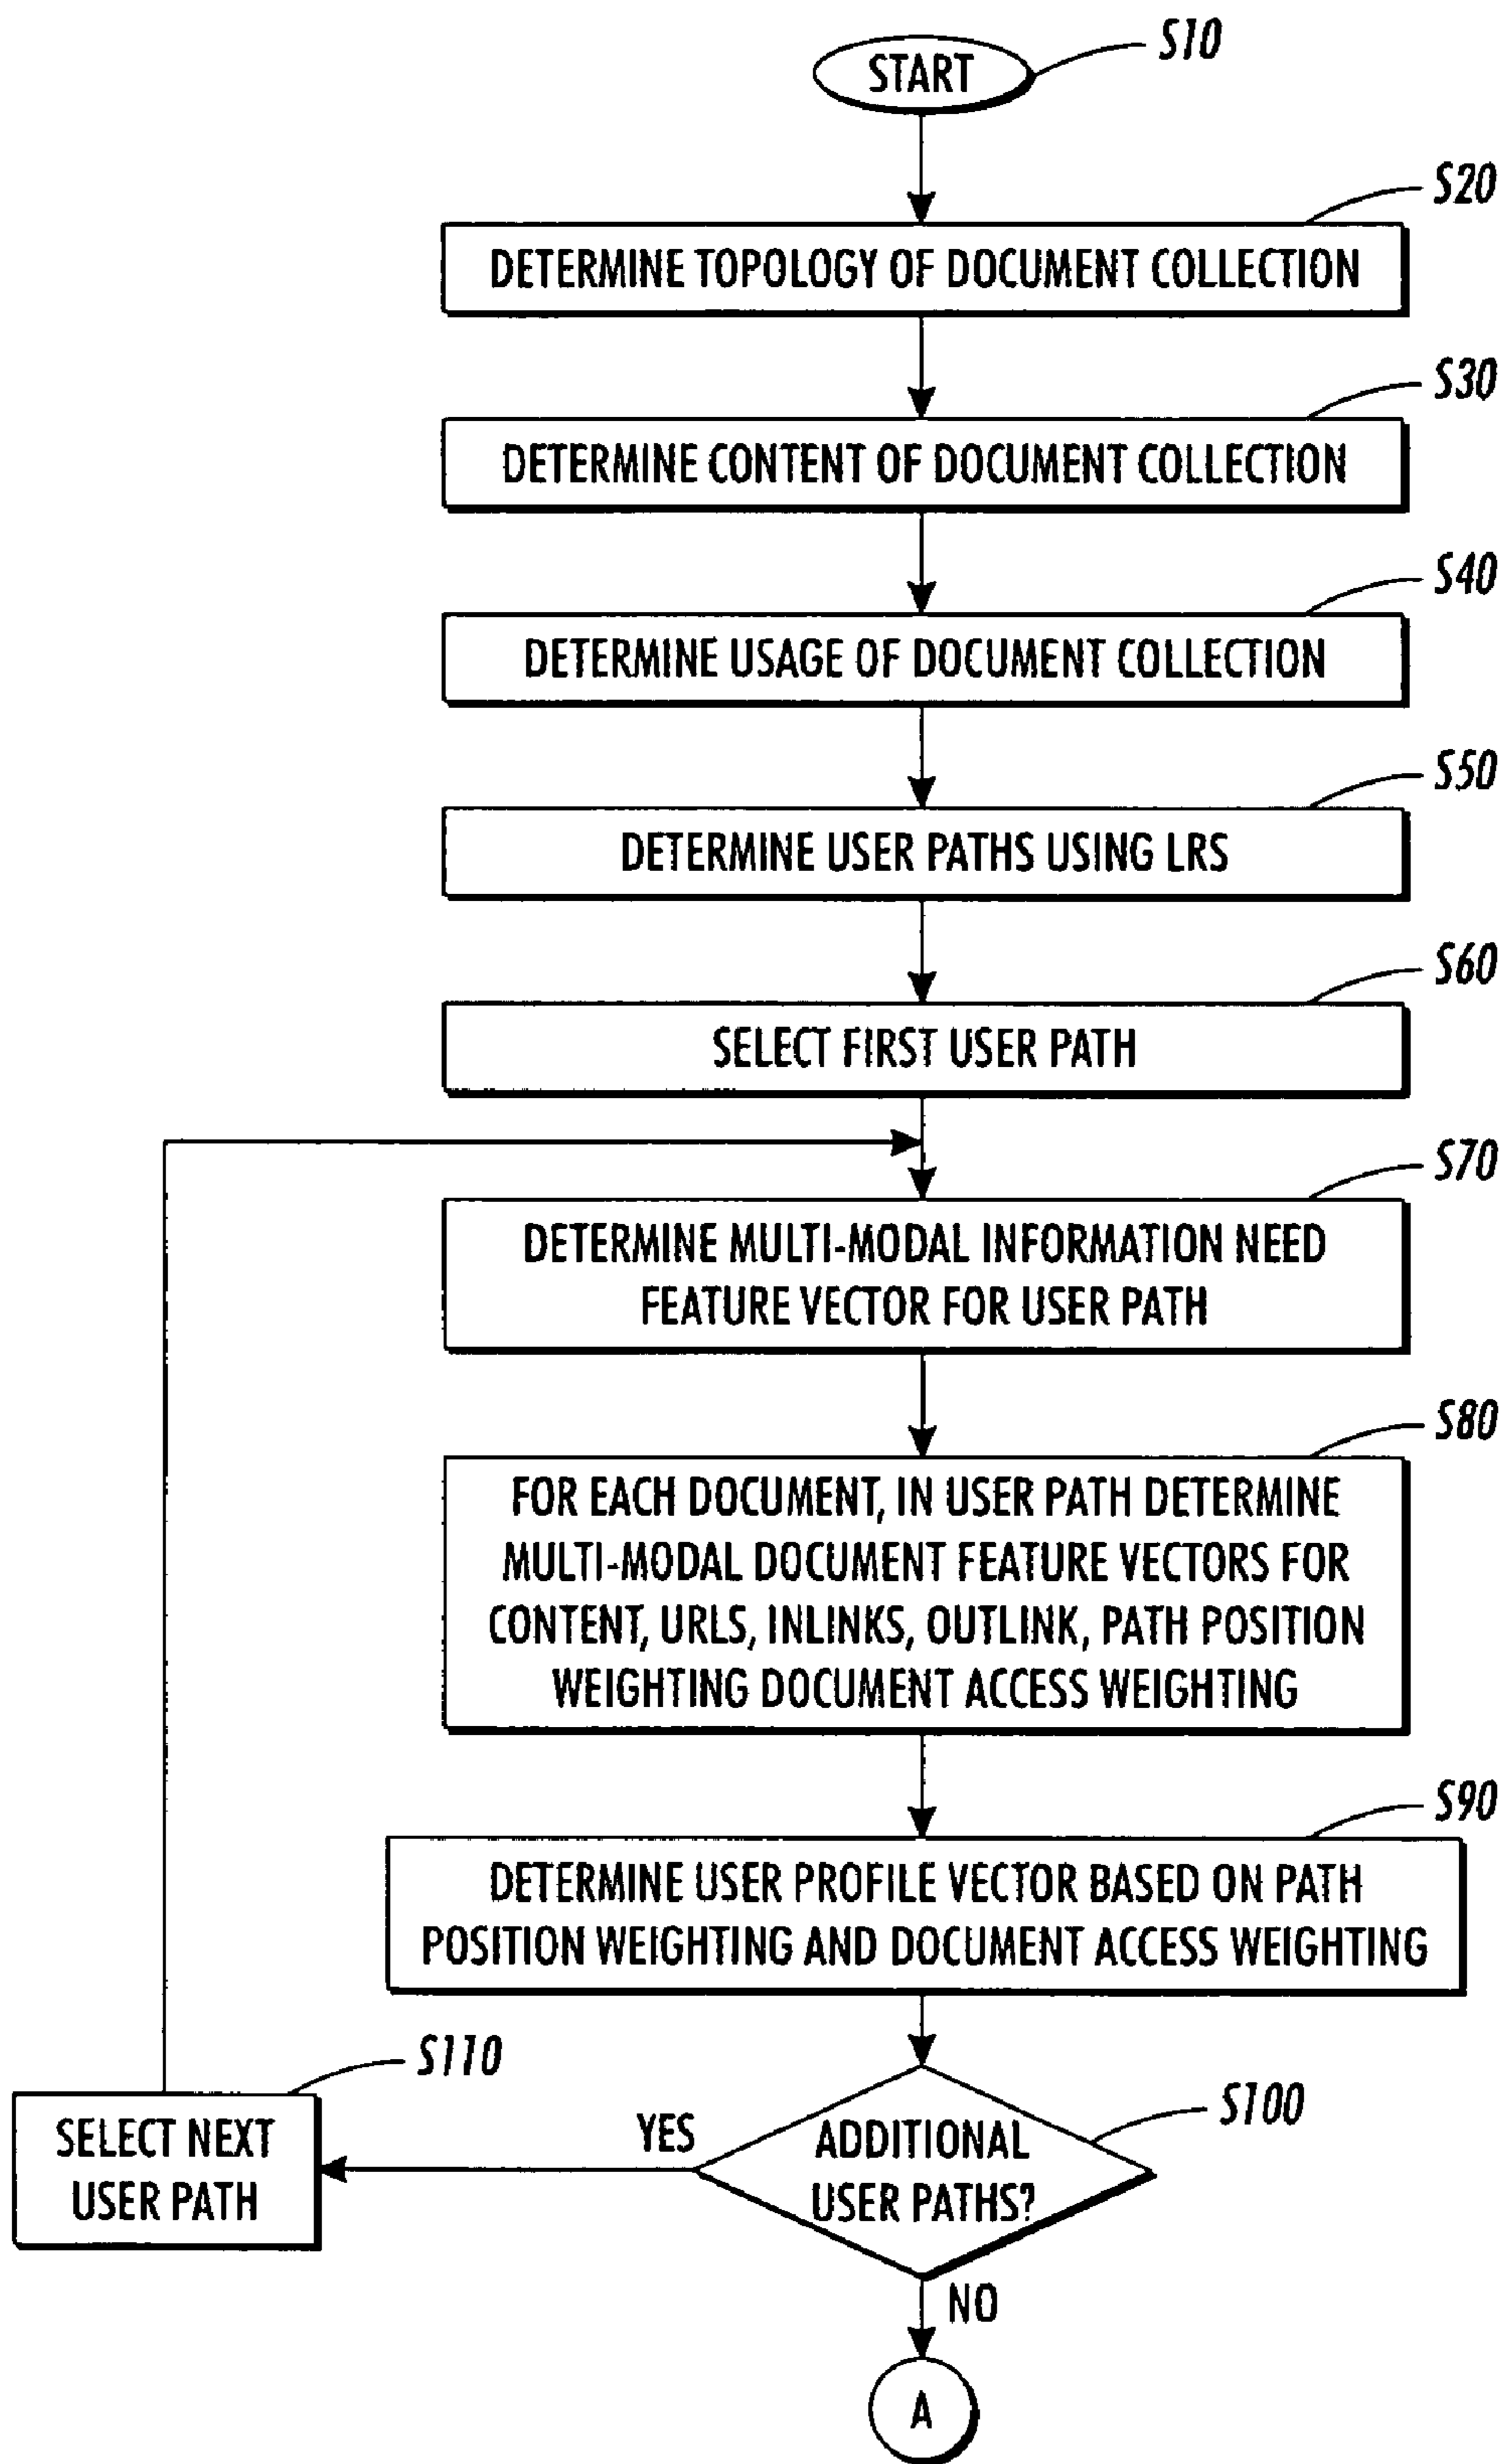 START
S10
S20
DETERMINE TOPOLOGY OF DOCUMENT COLLECTION
S30
DETERMINE CONTENT OF DOCUMENT COLLECTION
S40
DETERMINE USAGE OF DOCUMENT COLLECTION
S50
DETERMINE USER PATHS USING LRS
S60
SELECT FIRST USER PATH
S70
DETERMINE MULTI-MODAL INFORMATION NEED
FEATURE VECTOR FOR USER PATH
S80
FOR EACH DOCUMENT, IN USER PATH DETERMINE
MULTI-MODAL DOCUMENT FEATURE VECTORS FOR
CONTENT, URLS, INLINKS, OUTLINK, PATH POSITION
WEIGHTING DOCUMENT ACCESS WEIGHTING
S90
DETERMINE USER PROFILE VECTOR BASED ON PATH
POSITION WEIGHTING AND DOCUMENT ACCESS WEIGHTING
S110
SELECT NEXT
USER PATH
YES
S100
ADDITIONAL
USER PATHS?
NO
A